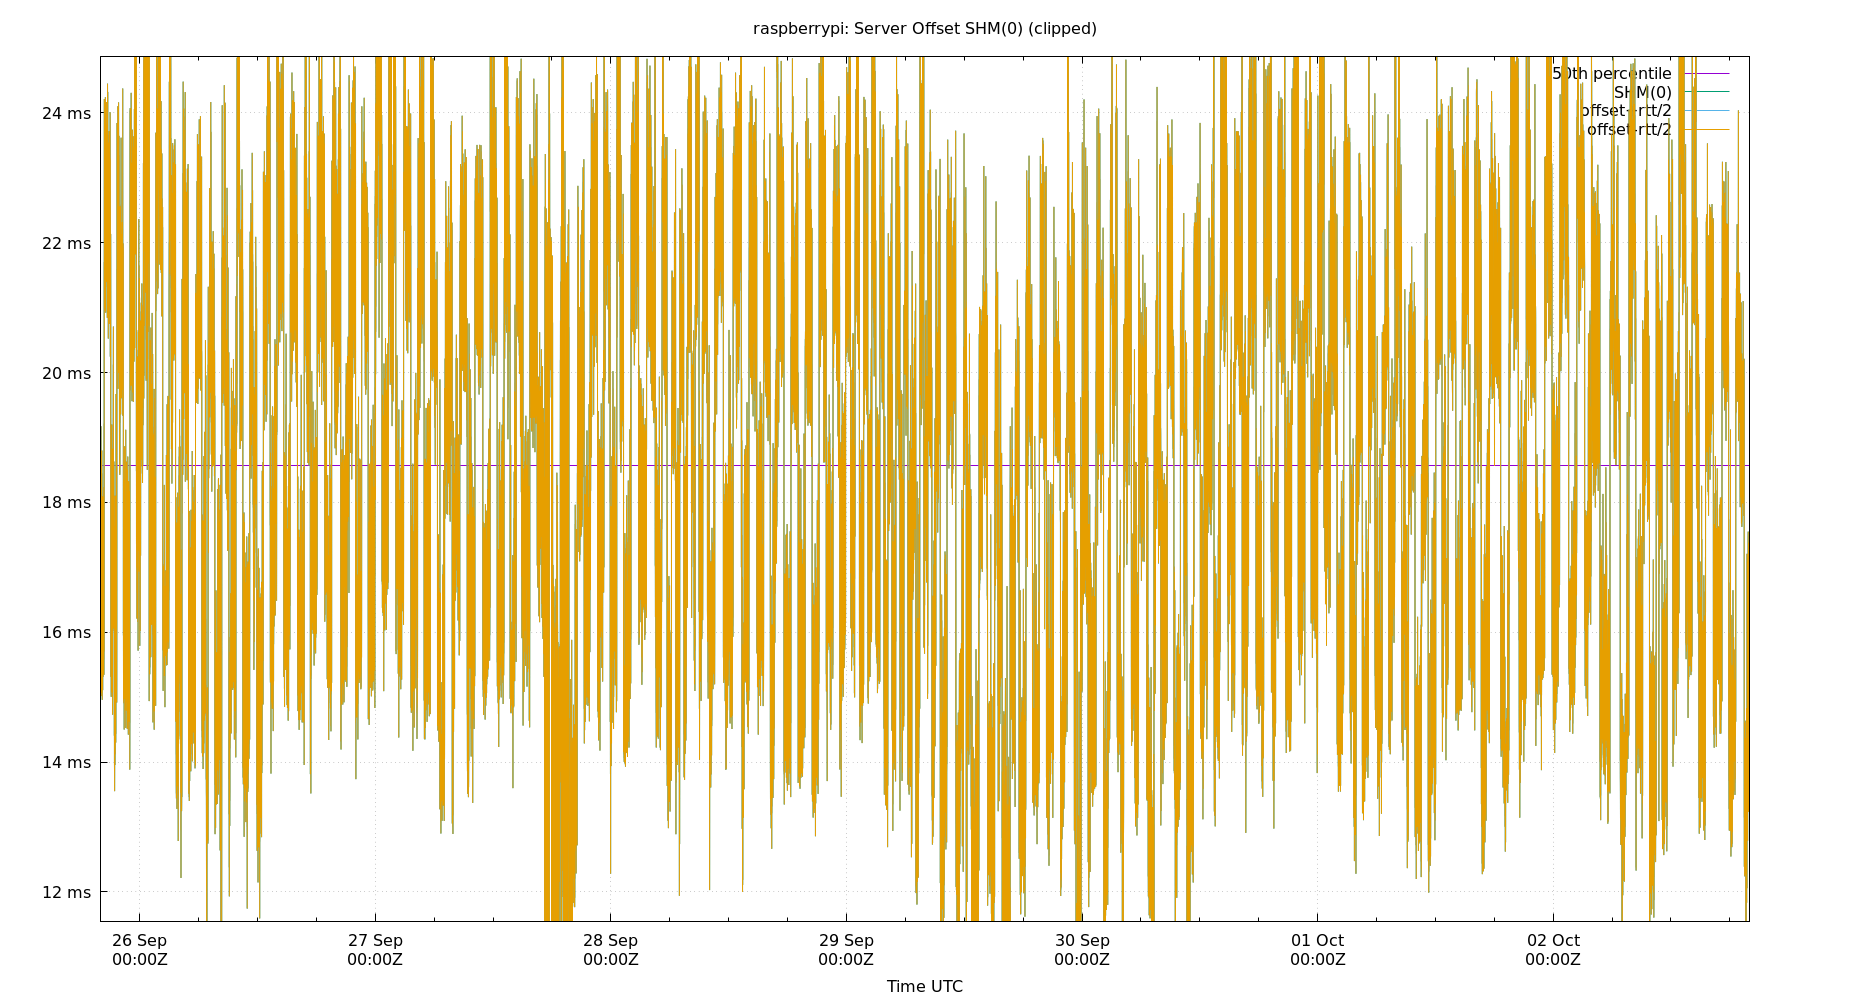 raspberrypi: Server Offset SHM(0) (clipped)
50th percentile
SHM(0)
offset+rtt/2
offset-rtt/2
24 ms
22 ms
20 ms
18 ms
16 ms
14 ms
12 ms
26 Sep
00:00Z
27 Sep
00:00Z
28 Sep
00:00Z
29 Sep
00:00Z
30 Sep
00:00Z
01 Oct
00:00Z
02 Oct
00:00Z
Time UTC